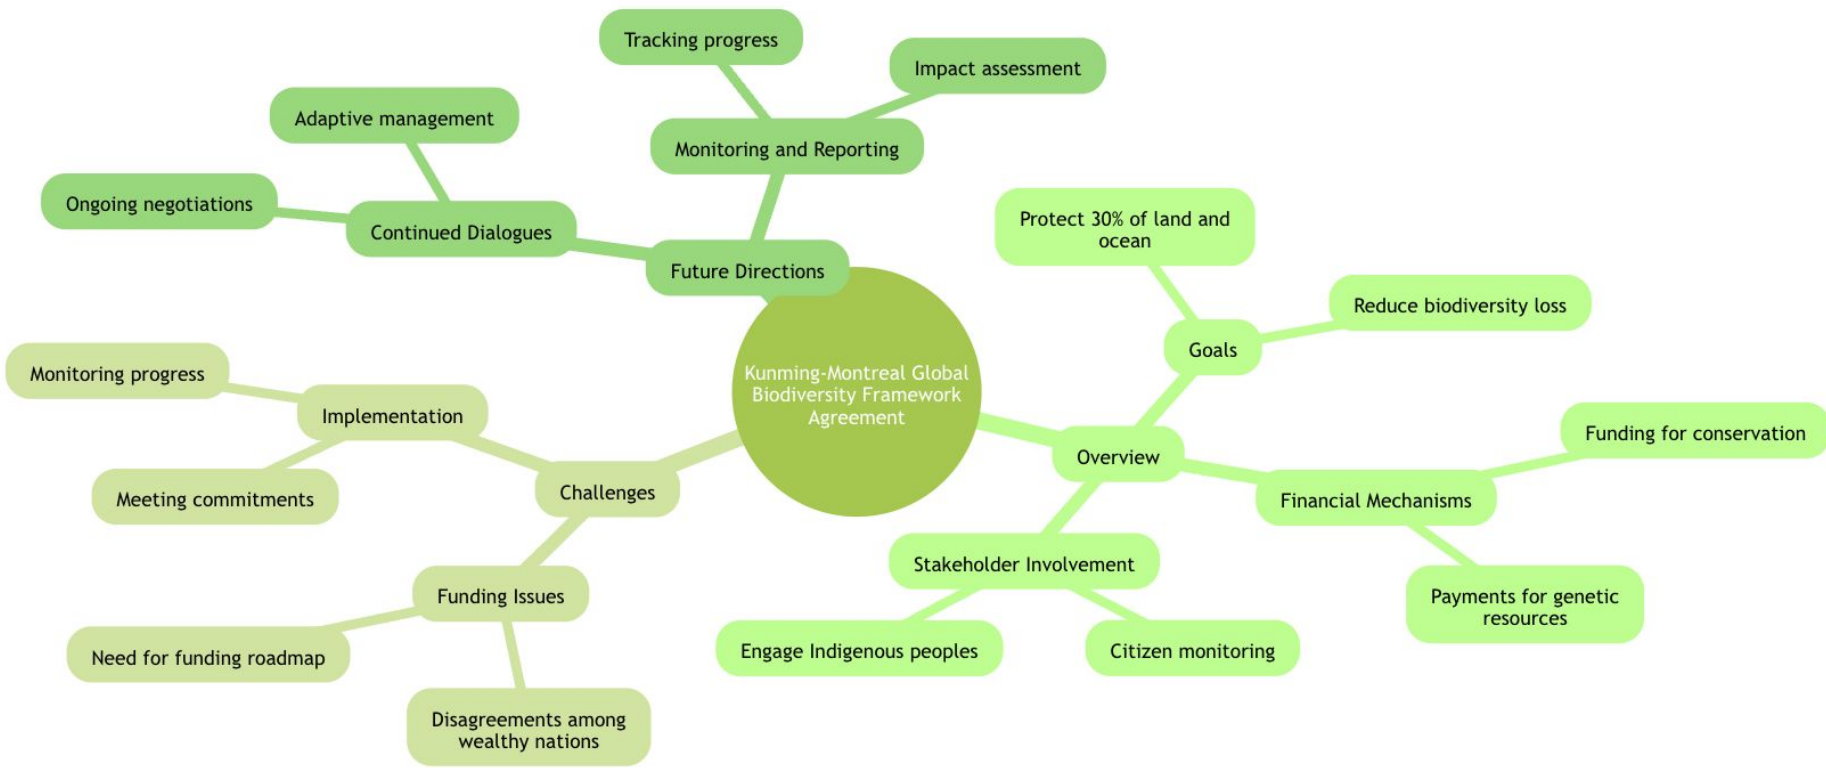 Tracking progress
Impact assessment
Adaptive management
Monitoring and Reporting
Ongoing negotiations
Continued Dialogues
Future Directions
Protect 30% of land and
ocean
Reduce biodiversity loss
Goals
Kunming-Montreal Global
Biodiversity Framework
Agreement
Monitoring progress
Implementation
Meeting commitments
Challenges
Funding Issues
Need for funding roadmap
Disagreements among
wealthy nations
Overview
Funding for conservation
Financial Mechanisms
Payments for genetic
resources
Stakeholder Involvement
Engage Indigenous peoples
Citizen monitoring